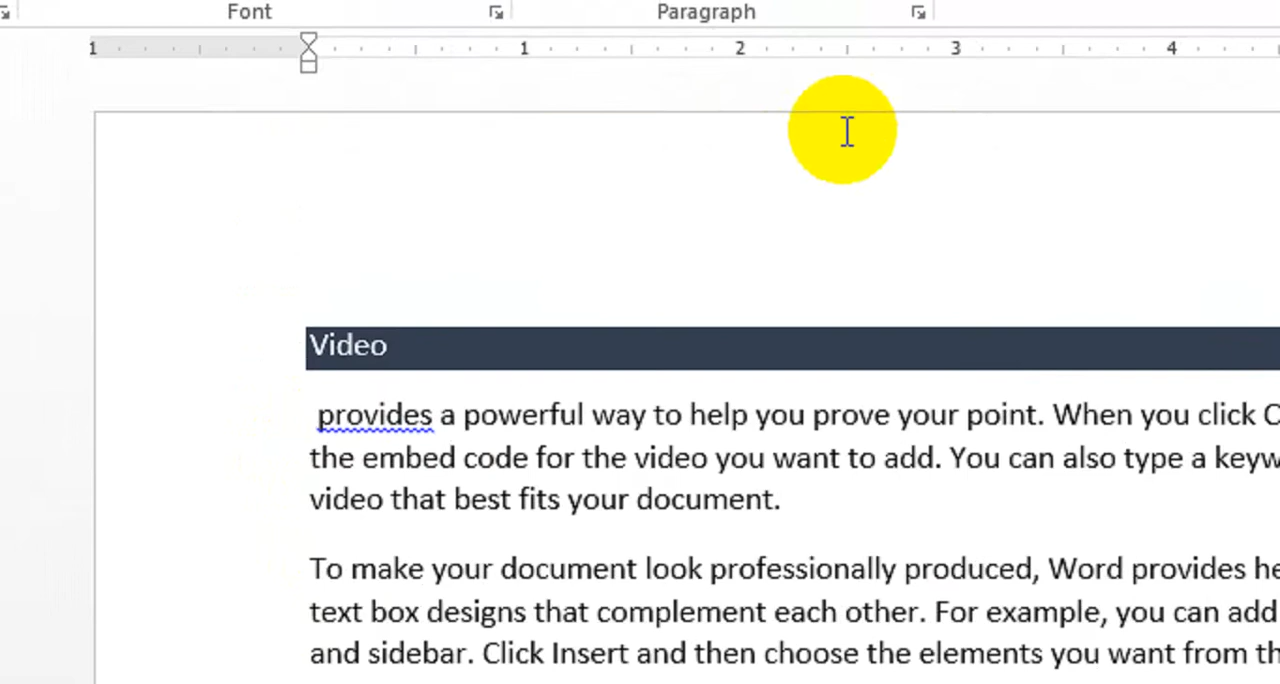 Font Paragraph
1 1 2 3 4
Video
provides a powerful way to help you prove your point. When you click
the embed code for the video you want to add. You can also type a
video that best fits your document.
To make your document look professionally produced, Word provides
text box designs that complement each other. For example, you can add
and sidebar. Click Insert and then choose the elements you want from